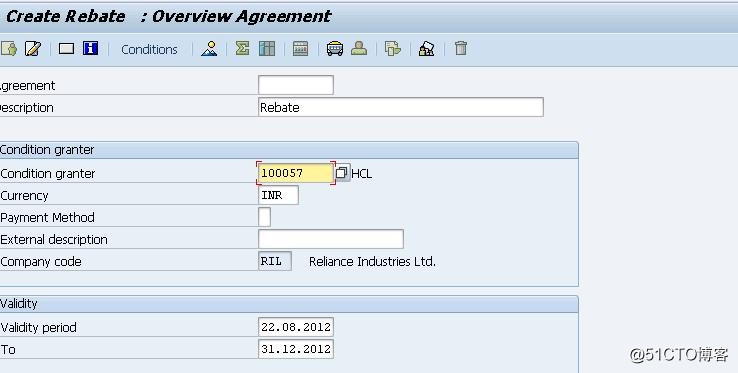 Create Rebate : Overview Agreement
Conditions
Agreement
Description Rebate
Condition granter
Condition granter 100057 HCL
Currency INR
Payment Method
External description
Company code RIL Reliance Industries Ltd.
Validity
Validity period 22.08.2012
To 31.12.2012
@51CTO博客